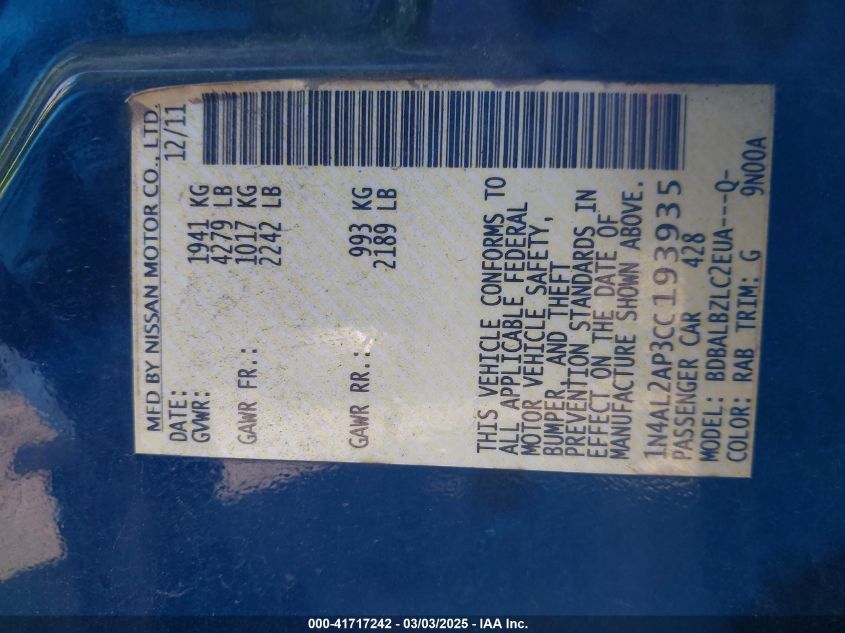 MFD BY NISSAN MOTOR CO., LTD.
DATE: 12/11
GVWR: 1941 KG
4279 LB
GAWR FR.: 1017 KG
2242 LB
GAWR RR.: 993 KG
2189 LB
THIS VEHICLE CONFORMS TO
ALL APPLICABLE FEDERAL
MOTOR VEHICLE SAFETY,
BUMPER, AND THEFT
PREVENTION STANDARDS IN
EFFECT ON THE DATE OF
MANUFACTURE SHOWN ABOVE.
1N4AL2AP3CC193935
PASSENGER CAR 428
MODEL: BDBALBZLC2EUA---Q-
COLOR: RAB TRIM: G 9N00A
000-41717242 - 03/03/2025 - IAA Inc.